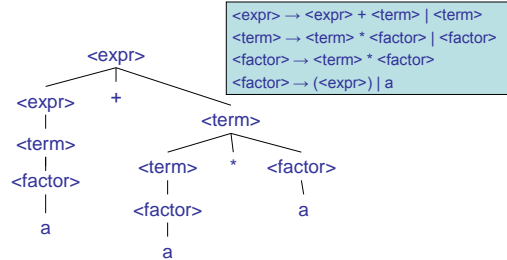 <expr> → <expr> + <term> | <term>
<term> → <term> * <factor> | <factor>
<factor> → <term> * <factor>
<factor> → (<expr>) | a
<expr>
<expr> + <term>
<term> <term> * <factor>
<factor> <factor> a
a a